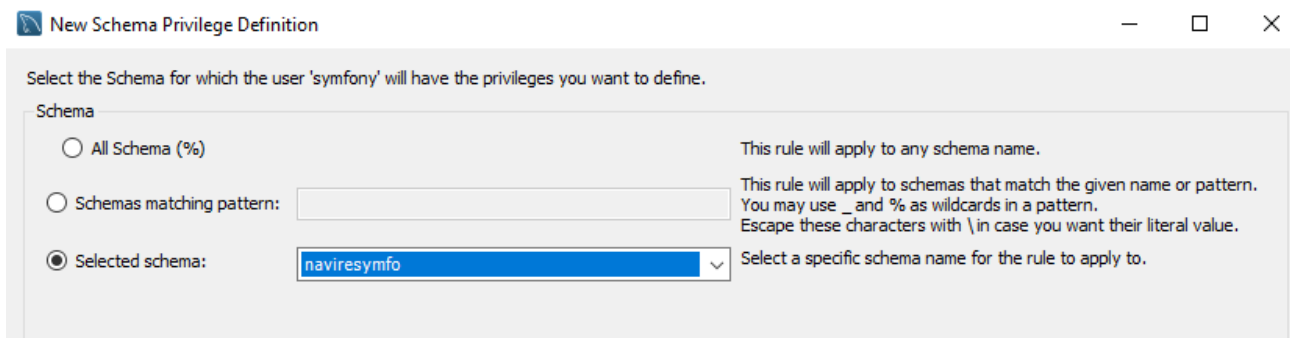 New Schema Privilege Definition
Select the Schema for which the user 'symfony' will have the privileges you want to define.
Schema
All Schema (%)
This rule will apply to any schema name.
Schemas matching pattern:
This rule will apply to schemas that match the given name or pattern.
You may use _ and % as wildcards in a pattern.
Escape these characters with \ in case you want their literal value.
Selected schema:
naviresymfo
Select a specific schema name for the rule to apply to.